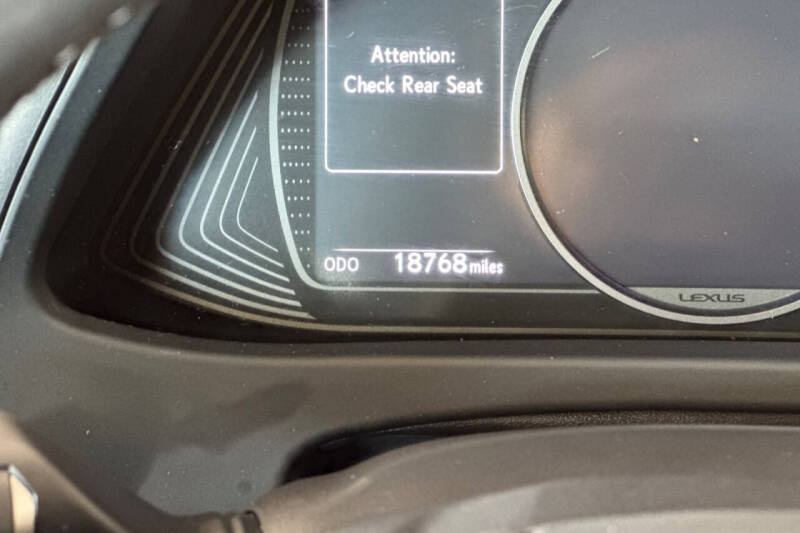 Attention:
Check Rear Seat
ODO 18768 miles
LEXUS